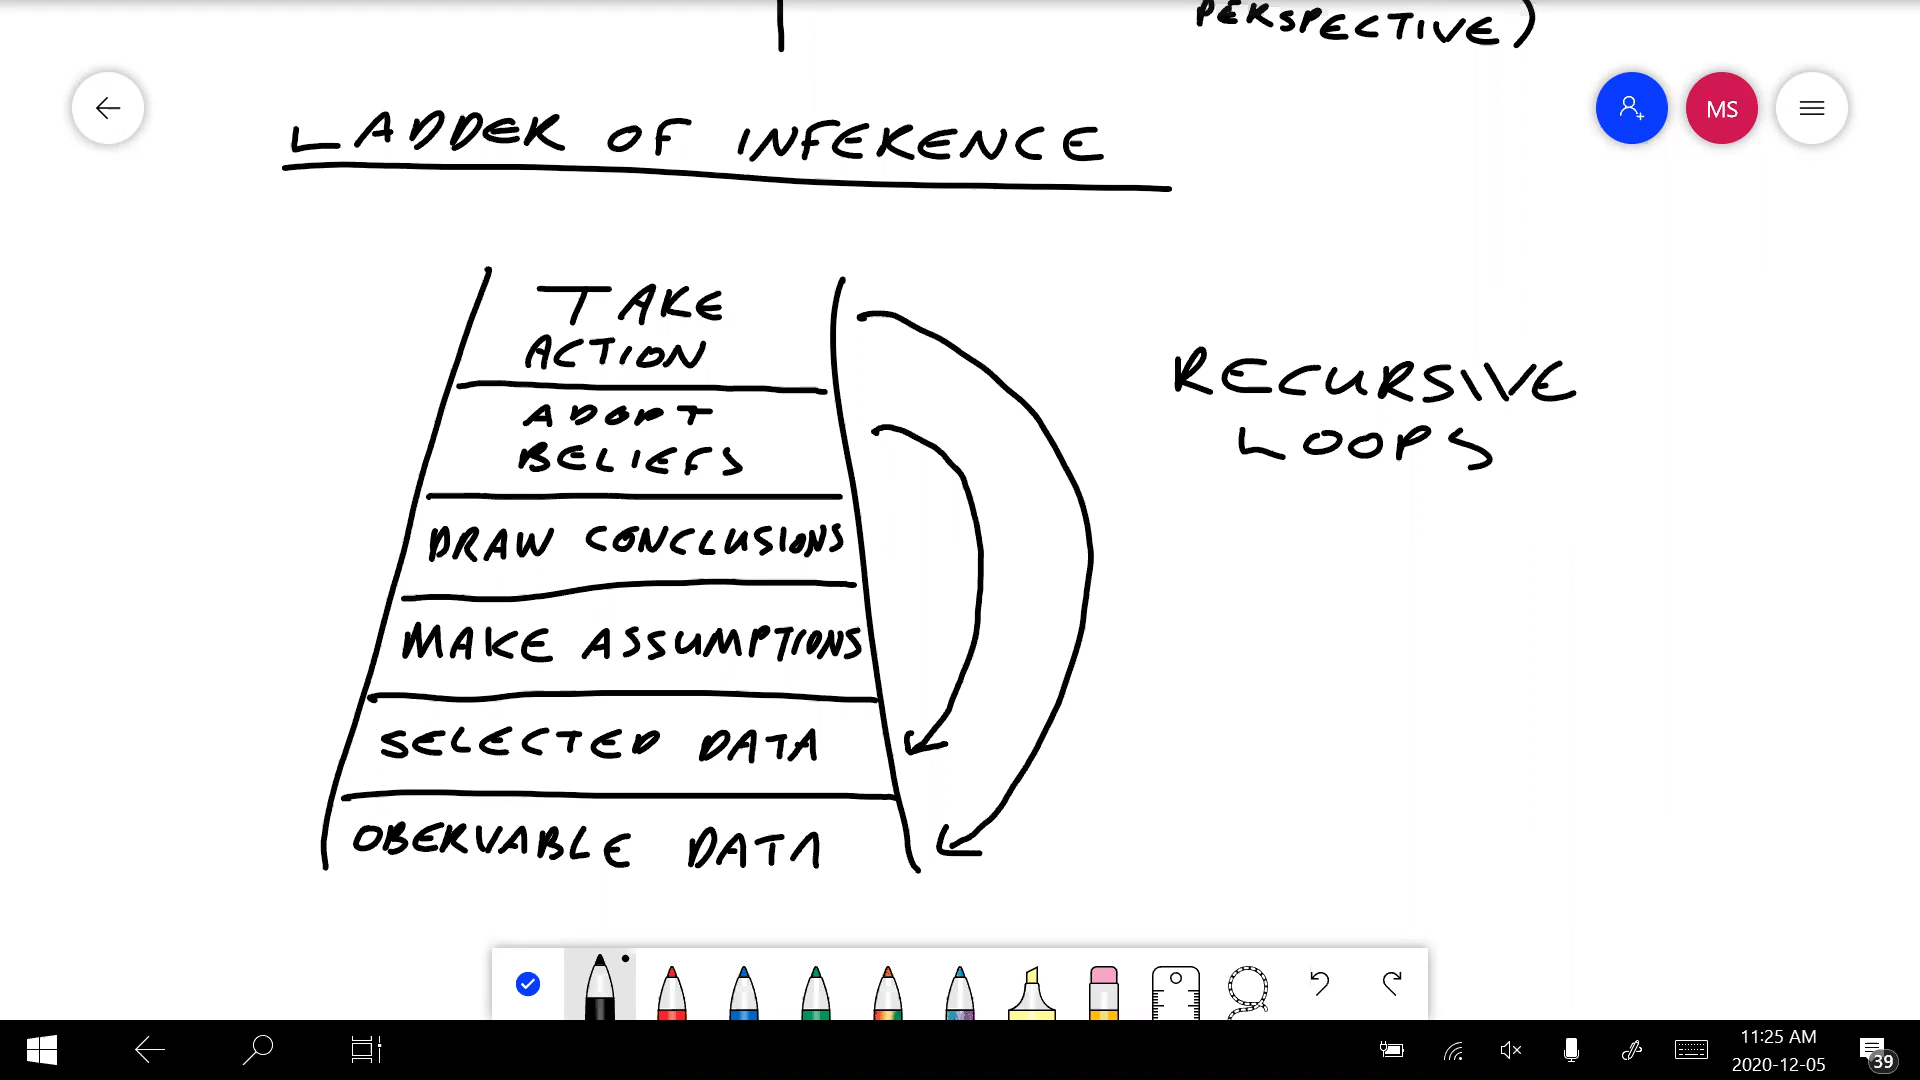 PERSPECTIVE)
MS
LADDER OF INFERENCE
TAKE
ACTION
ADOPT
BELIEFS
DRAW CONCLUSIONS
MAKE ASSUMPTIONS
SELECTED DATA
OBERVABLE DATA
RECURSIVE
LOOPS
11:25 AM
2020-12-05
39